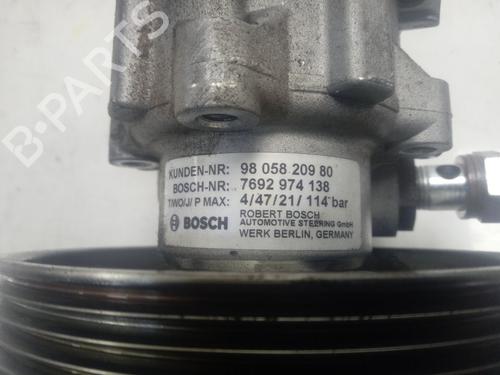 B-PARTS
KUNDEN-NR: 98 058 209 80
BOSCH-NR: 7692 974 138
T/WO/J/ P MAX: 4/47/21/ 114 bar
BOSCH
ROBERT BOSCH
AUTOMOTIVE STEERING GmbH
WERK BERLIN, GERMANY